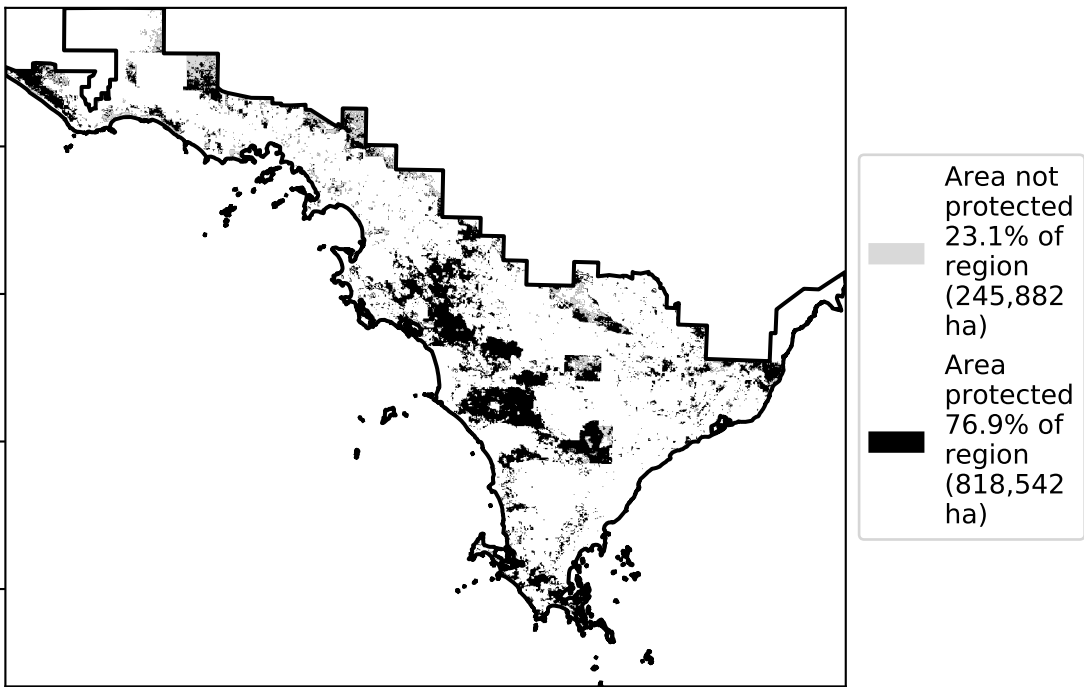 Area not
protected
23.1% of
region
(245,882
ha)
Area
protected
76.9% of
region
(818,542
ha)